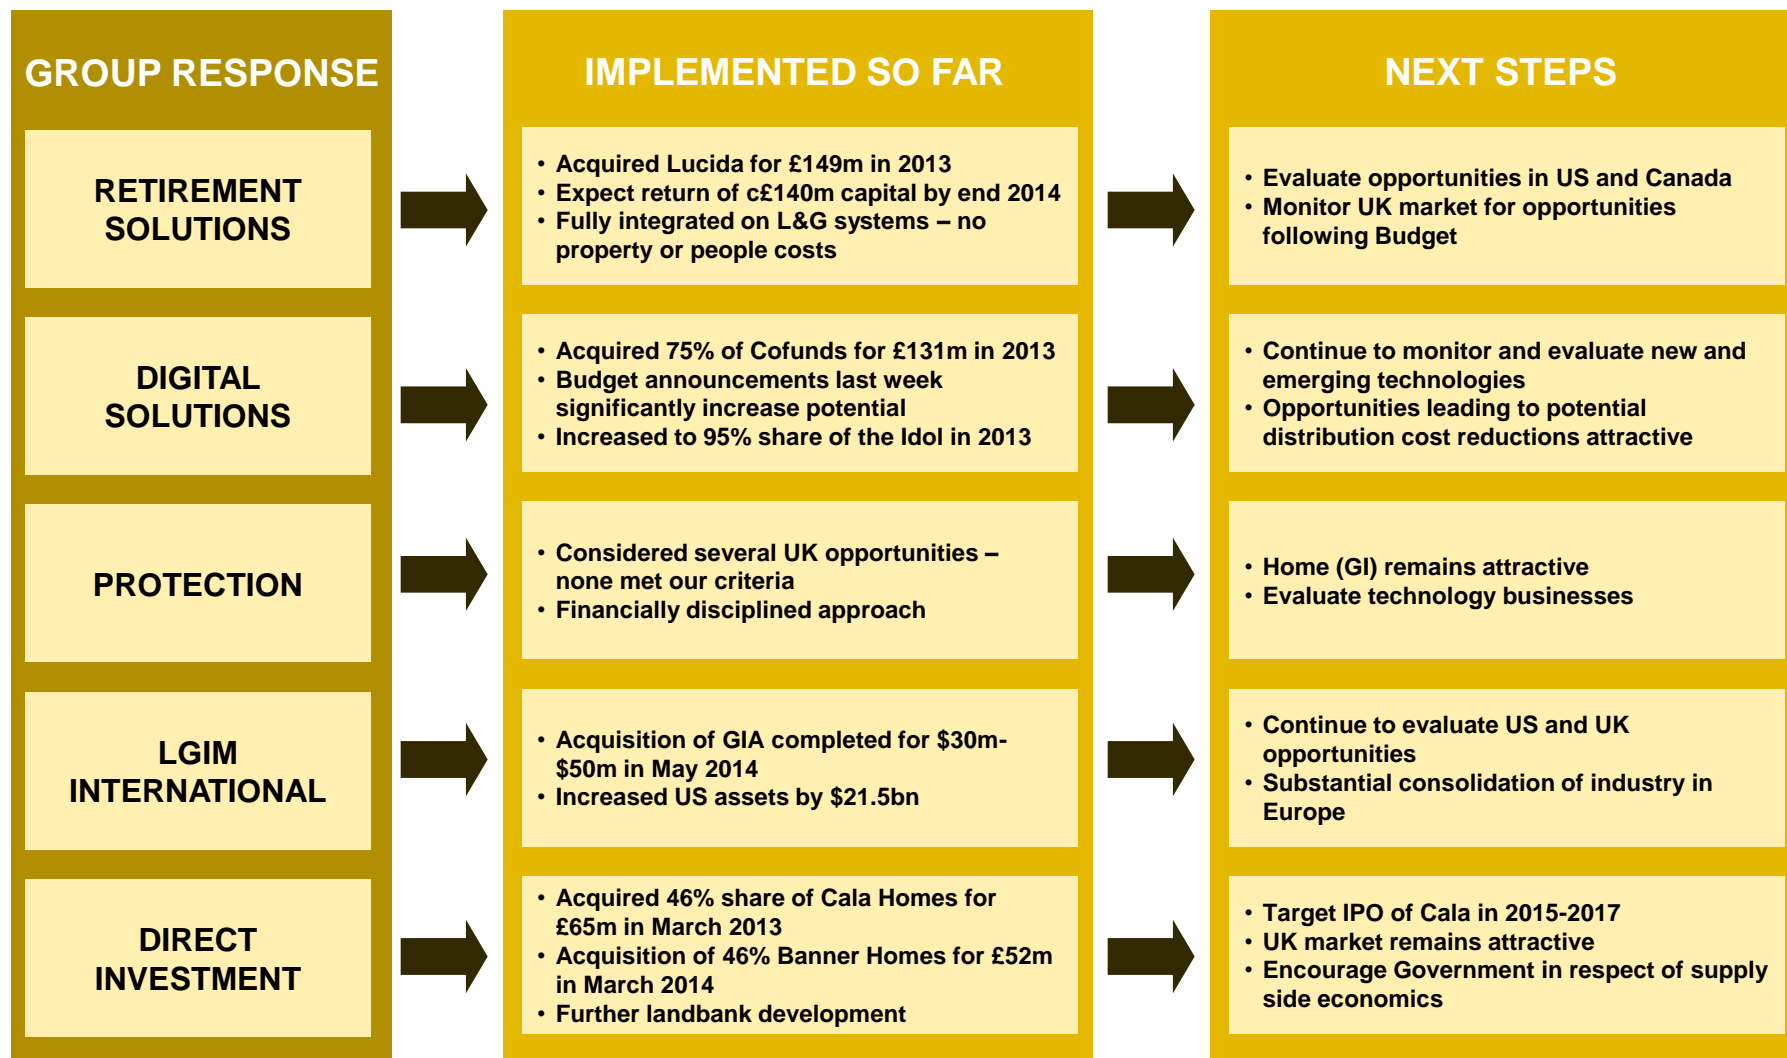 GROUP RESPONSE
IMPLEMENTED SO FAR
NEXT STEPS
RETIREMENT
SOLUTIONS
• Acquired Lucida for £149m in 2013
• Expect return of c£140m capital by end 2014
• Fully integrated on L&G systems – no
property or people costs
• Evaluate opportunities in US and Canada
• Monitor UK market for opportunities
following Budget
DIGITAL
SOLUTIONS
• Acquired 75% of Cofunds for £131m in 2013
• Budget announcements last week
significantly increase potential
• Increased to 95% share of the Idol in 2013
• Continue to monitor and evaluate new and
emerging technologies
• Opportunities leading to potential
distribution cost reductions attractive
PROTECTION
• Considered several UK opportunities –
none met our criteria
• Financially disciplined approach
• Home (GI) remains attractive
• Evaluate technology businesses
LGIM
INTERNATIONAL
• Acquisition of GIA completed for $30m-
$50m in May 2014
• Increased US assets by $21.5bn
• Continue to evaluate US and UK
opportunities
• Substantial consolidation of industry in
Europe
DIRECT
INVESTMENT
• Acquired 46% share of Cala Homes for
£65m in March 2013
• Acquisition of 46% Banner Homes for £52m
in March 2014
• Further landbank development
• Target IPO of Cala in 2015-2017
• UK market remains attractive
• Encourage Government in respect of supply
side economics